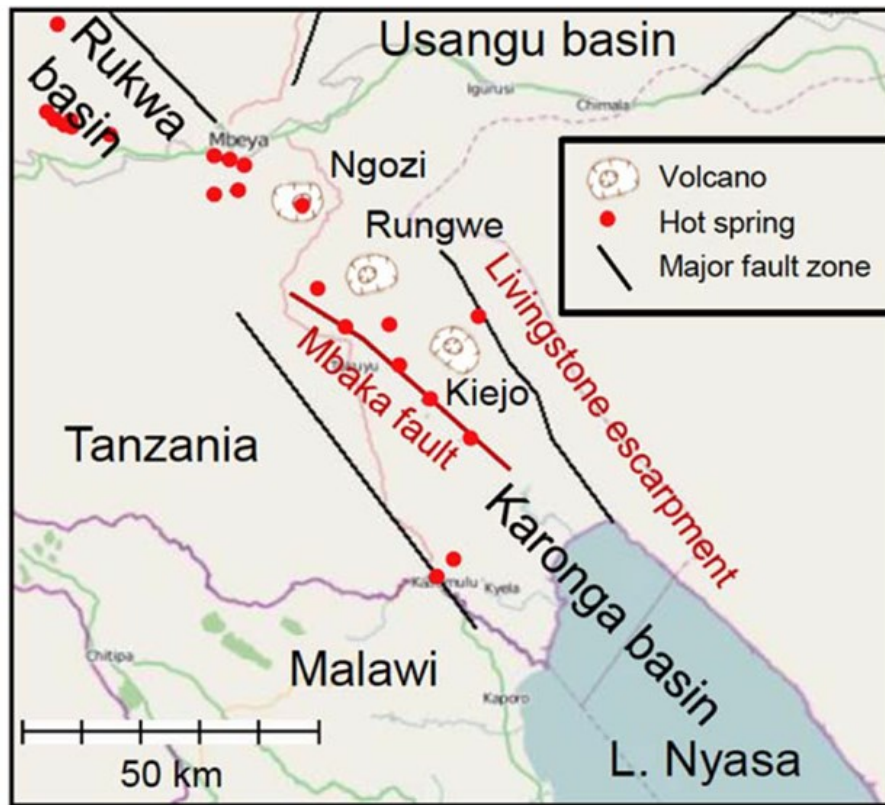 Usangu basin
Rukwa
basin
Igurusi
Chimala
Mbeya
Ngozi
Rungwe
Volcano
Hot spring
Major fault zone
Livingstone escarpment
Mbaka fault
Kiejo
Tanzania
Karonga basin
Kyela
Malawi
Chitipa
Kaporo
50 km
L. Nyasa